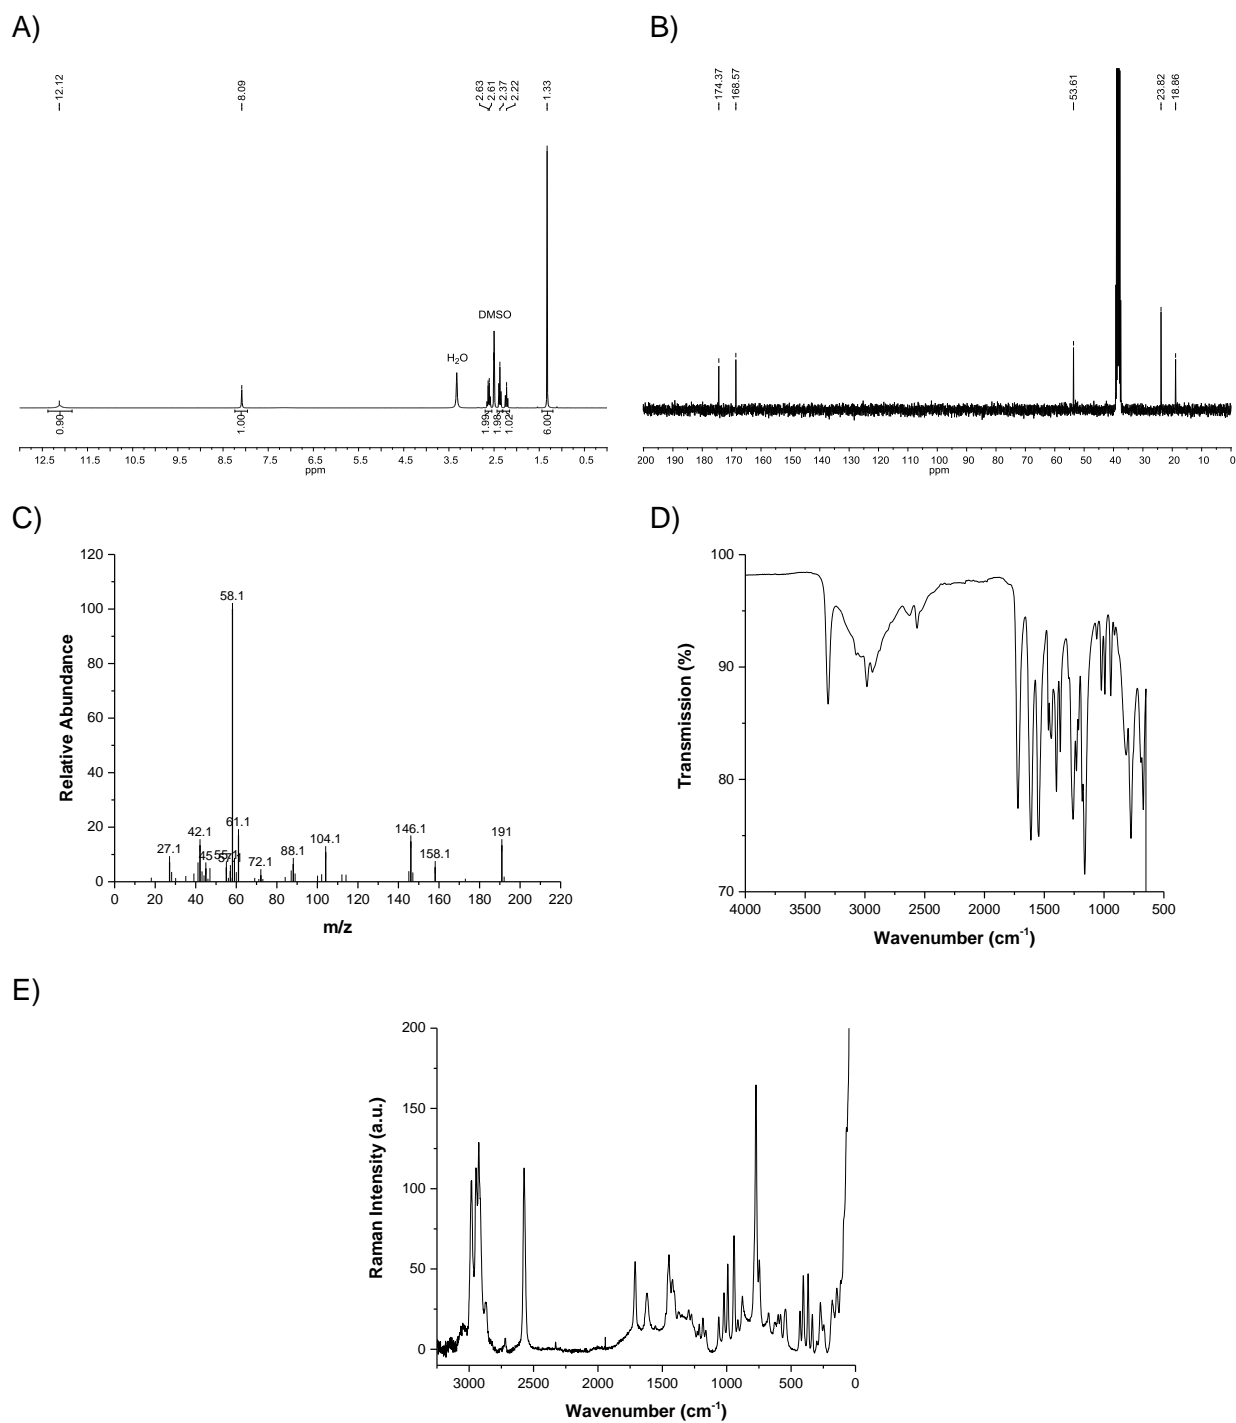 A)
B)
12.12
8.09
2.63
2.61
2.37
2.22
1.33
174.37
168.57
53.61
23.82
18.86
DMSO
H₂O
0.90
1.00
1.99
1.98
1.02
6.00
12.5 11.5 10.5 9.5 8.5 7.5 6.5 5.5 4.5 3.5 2.5 1.5 0.5
ppm
200 190 180 170 160 150 140 130 120 110 100 90 80 70 60 50 40 30 20 10 0
ppm
C)
D)
120
100
80
60
40
20
0
Relative Abundance
58.1
27.1
42.1
45
55.1
61.1
72.1
88.1
104.1
146.1
158.1
191
0 20 40 60 80 100 120 140 160 180 200 220
m/z
100
90
80
70
Transmission (%)
4000 3500 3000 2500 2000 1500 1000 500
Wavenumber (cm⁻¹)
E)
200
150
100
50
0
Raman Intensity (a.u.)
3000 2500 2000 1500 1000 500 0
Wavenumber (cm⁻¹)